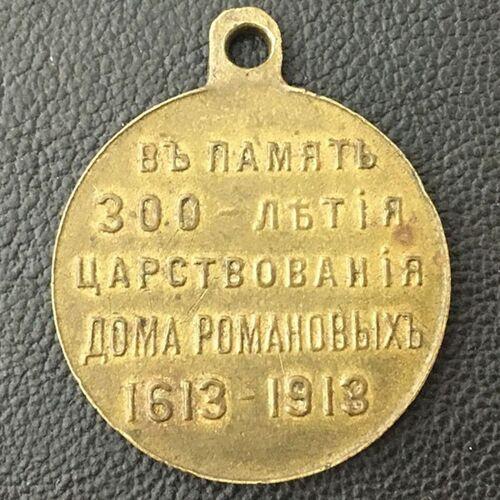 ВЪ ПАМЯТЬ
300-ЛѢТІЯ
ЦАРСТВОВАНІЯ
ДОМА РОМАНОВЫХЪ
1613-1913